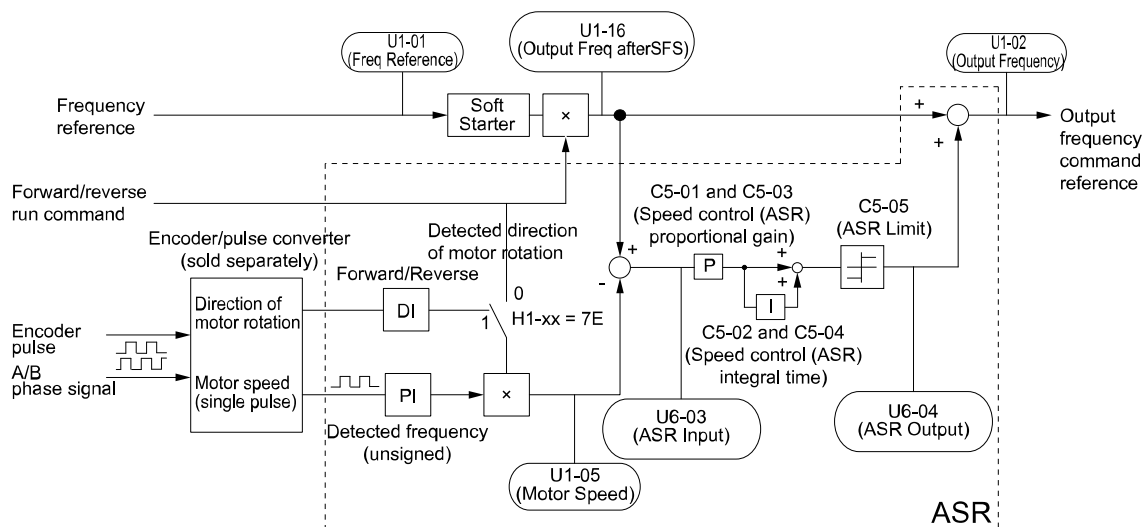 U1-01
(Freq Reference)
U1-16
(Output Freq afterSFS)
U1-02
(Output Frequency)
Frequency
reference
Soft
Starter
×
+
+
Output
frequency
command
reference
Forward/reverse
run command
Detected direction
of motor rotation
C5-01 and C5-03
(Speed control (ASR)
proportional gain)
C5-05
(ASR Limit)
Encoder/pulse converter
(sold separately)
Forward/Reverse
Direction of
motor rotation
DI
0
1
H1-xx = 7E
+
-
P
+
+
I
C5-02 and C5-04
(Speed control (ASR)
integral time)
Encoder
pulse
A/B
phase signal
Motor speed
(single pulse)
PI
×
Detected frequency
(unsigned)
U6-03
(ASR Input)
U6-04
(ASR Output)
U1-05
(Motor Speed)
ASR